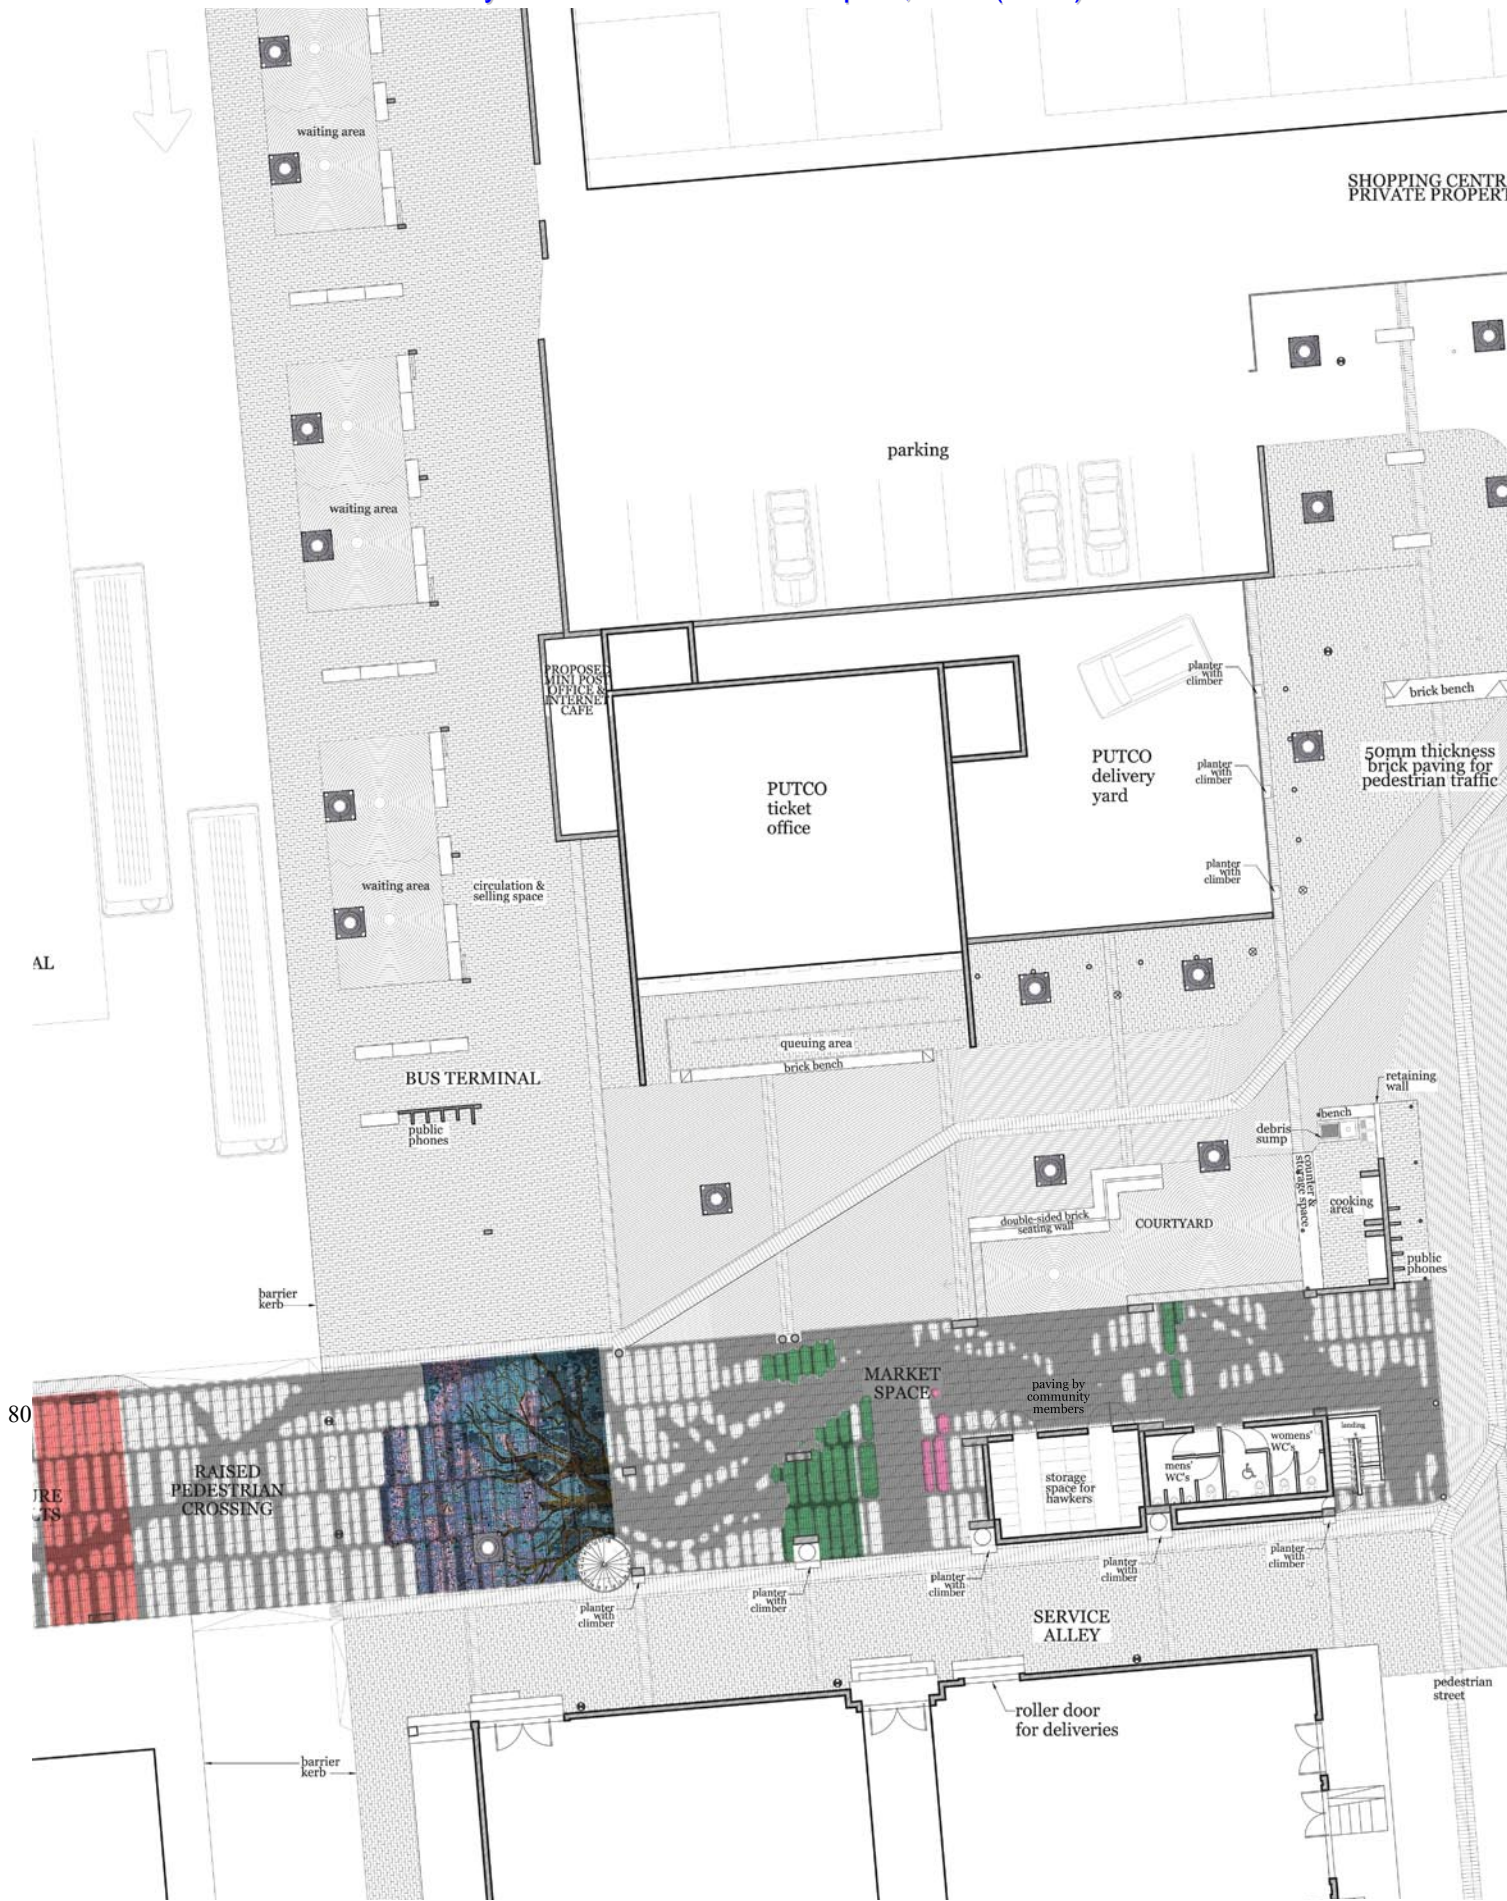 waiting area
SHOPPING CENTR
PRIVATE PROPERT
parking
waiting area
PROPOSED
MINI POST
OFFICE &
INTERNET
CAFE
planter
with
climber
brick bench
PUTCO
delivery
yard
50mm thickness
brick paving for
pedestrian traffic
planter
with
climber
PUTCO
ticket
office
waiting area
circulation &
selling space
planter
with
climber
AL
queuing area
brick bench
BUS TERMINAL
public
phones
retaining
wall
bench
debris
sump
counter &
storage space
cooking
area
double-sided brick
seating wall
COURTYARD
public
phones
barrier
kerb
MARKET
SPACE
paving by
community
members
80
landing
womens'
WC's
mens'
WC's
storage
space for
hawkers
RAISED
PEDESTRIAN
CROSSING
URE
LTS
planter
with
climber
planter
with
climber
planter
with
climber
planter
with
climber
planter
with
climber
SERVICE
ALLEY
pedestrian
street
roller door
for deliveries
barrier
kerb